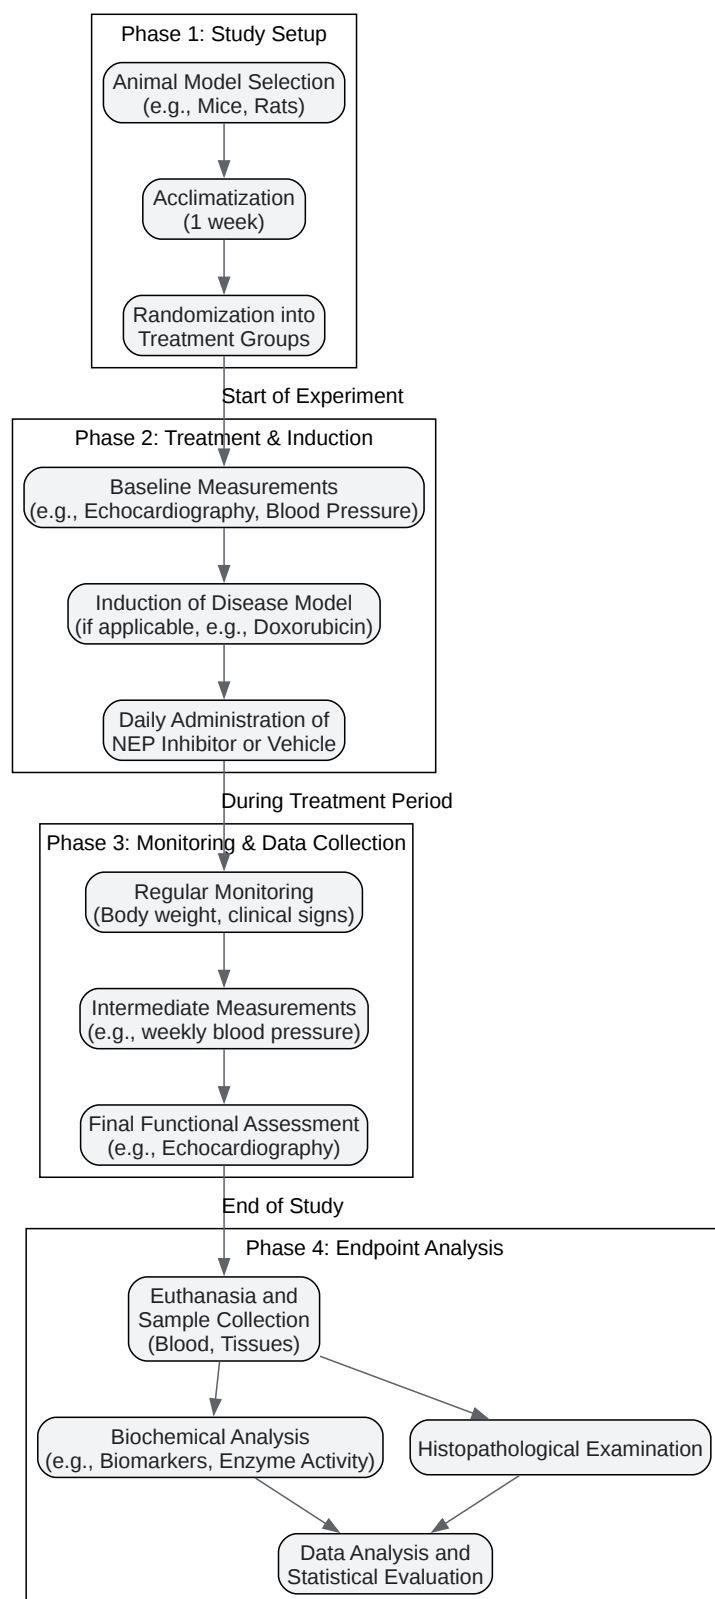 Phase 1: Study Setup
Animal Model Selection
(e.g., Mice, Rats)
Acclimatization
(1 week)
Randomization into
Treatment Groups
Start of Experiment
Phase 2: Treatment & Induction
Baseline Measurements
(e.g., Echocardiography, Blood Pressure)
Induction of Disease Model
(if applicable, e.g., Doxorubicin)
Daily Administration of
NEP Inhibitor or Vehicle
During Treatment Period
Phase 3: Monitoring & Data Collection
Regular Monitoring
(Body weight, clinical signs)
Intermediate Measurements
(e.g., weekly blood pressure)
Final Functional Assessment
(e.g., Echocardiography)
End of Study
Phase 4: Endpoint Analysis
Euthanasia and
Sample Collection
(Blood, Tissues)
Biochemical Analysis
(e.g., Biomarkers, Enzyme Activity)
Histopathological Examination
Data Analysis and
Statistical Evaluation